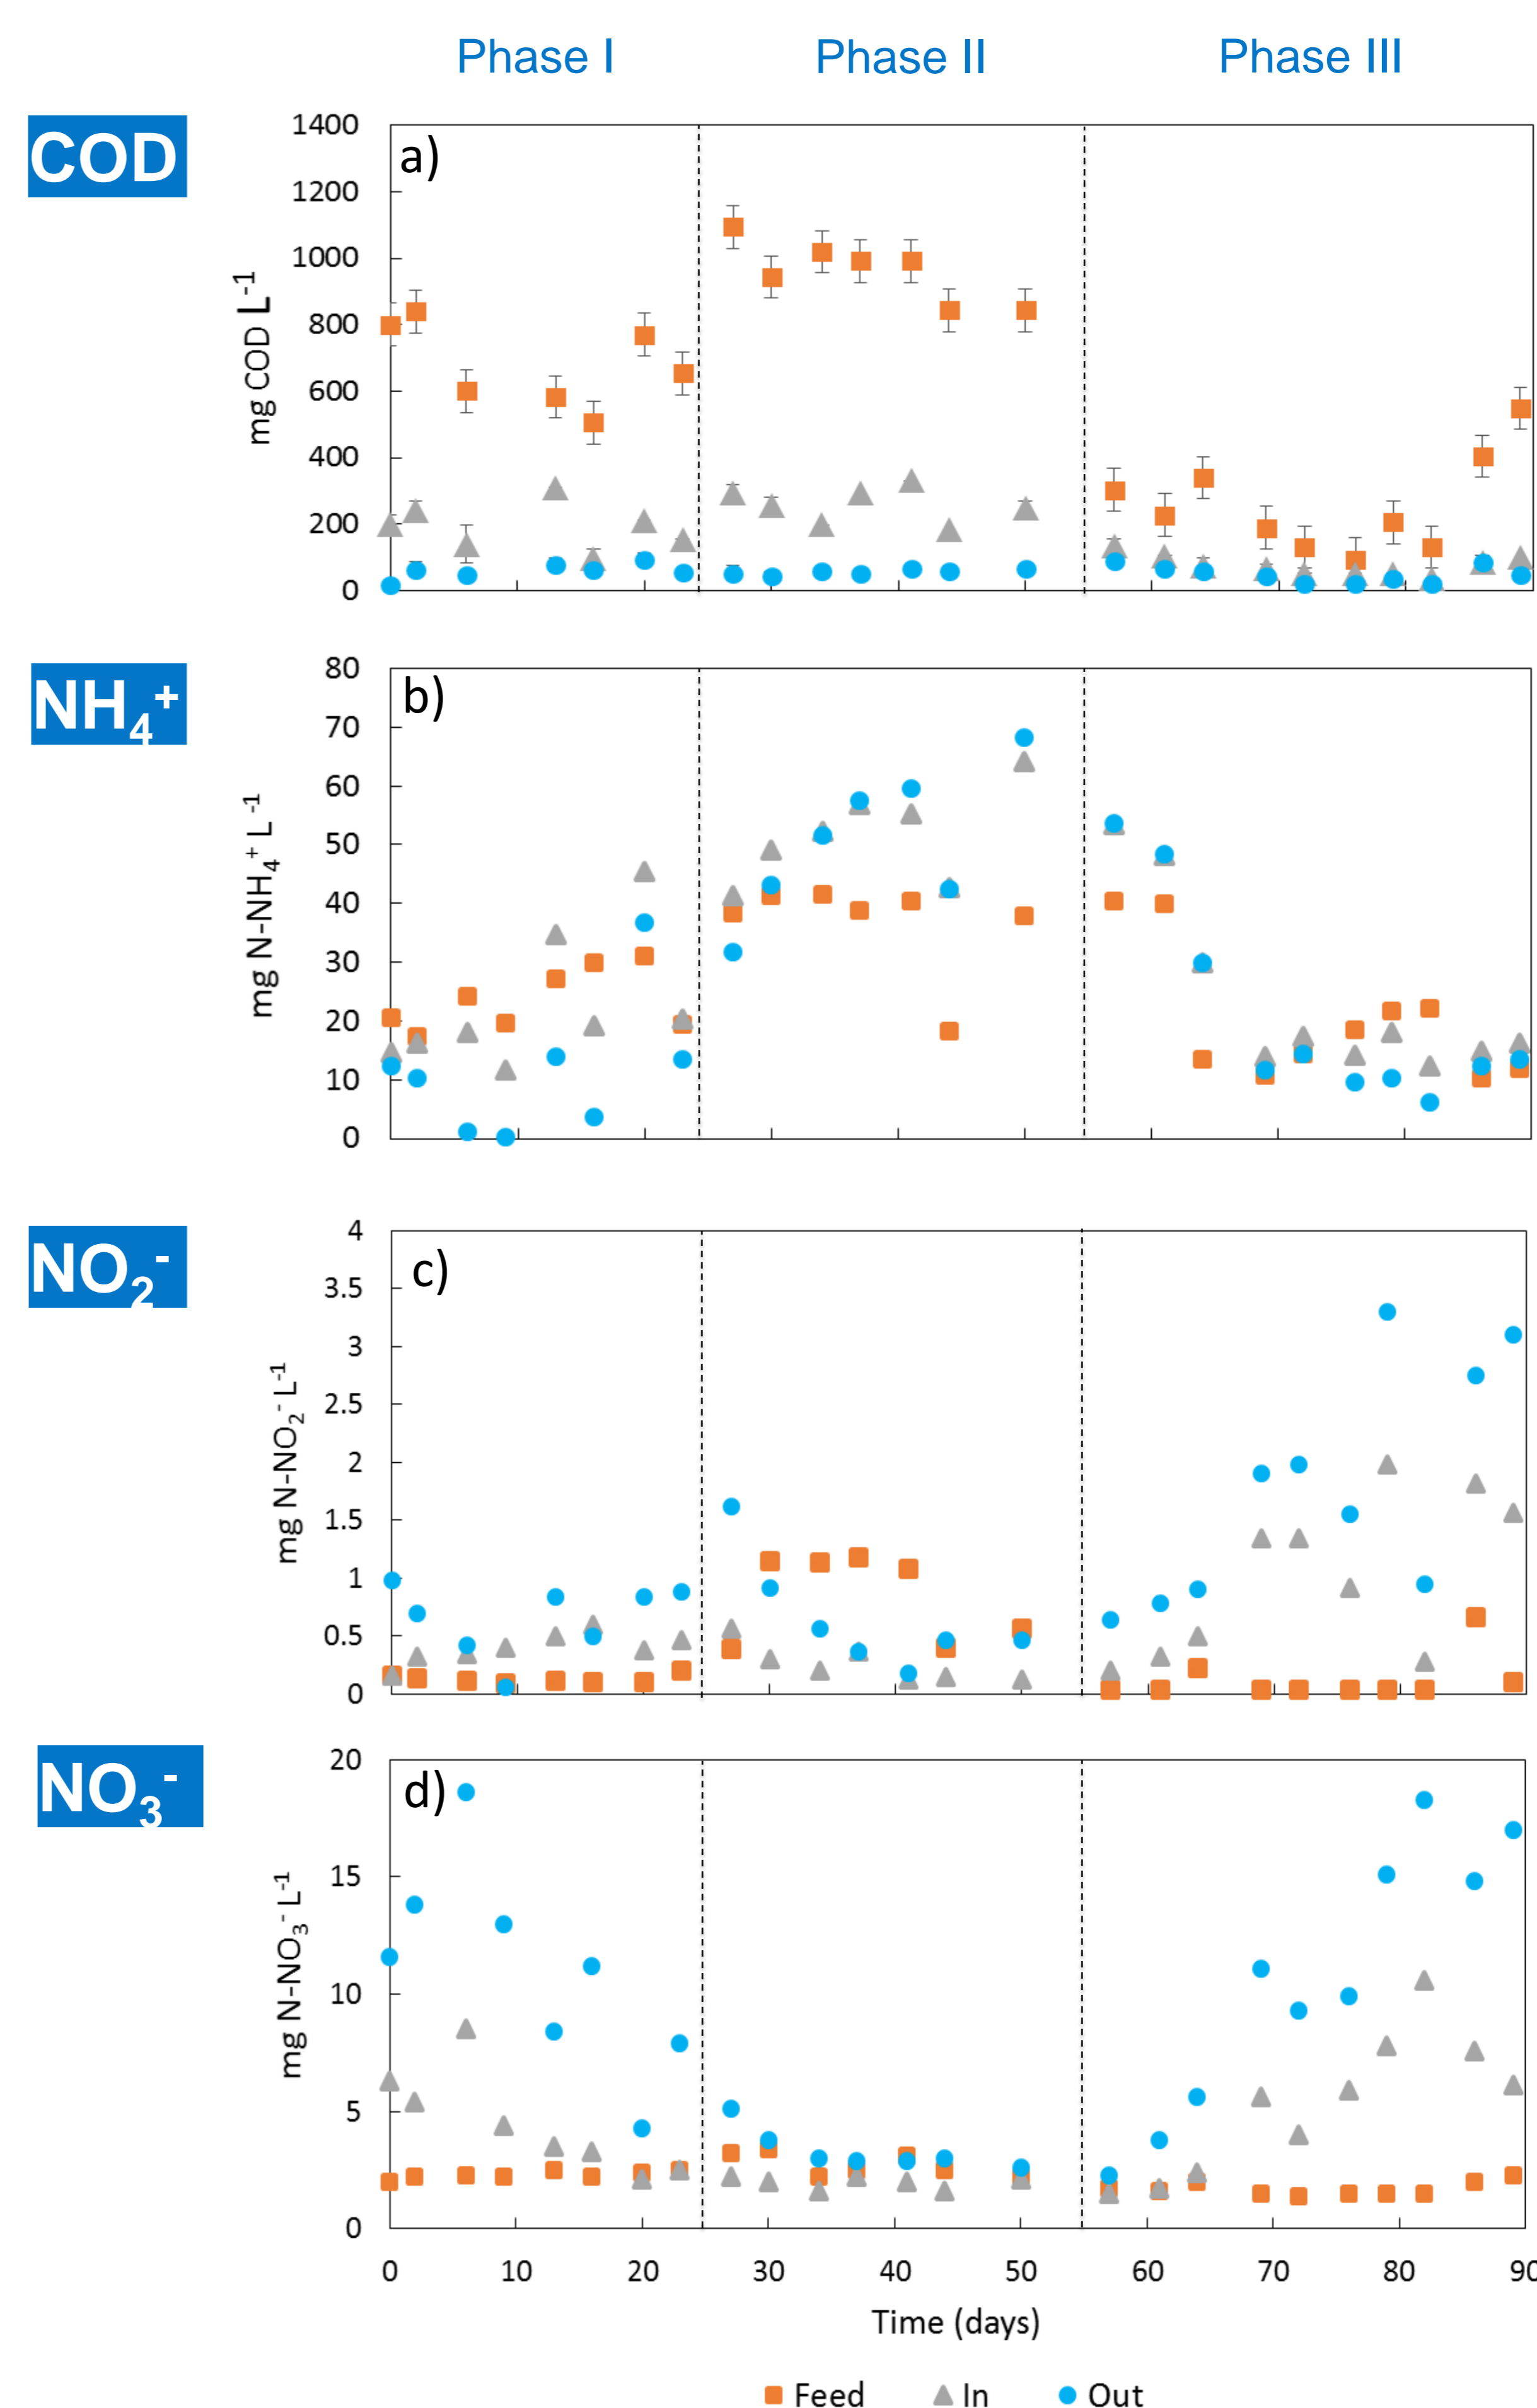 Phase I Phase II Phase III
COD
a)
mg COD L-1
1400
1200
1000
800
600
400
200
0
NH4+
b)
mg N-NH4+ L-1
80
70
60
50
40
30
20
10
0
NO2-
c)
mg N-NO2- L-1
4
3.5
3
2.5
2
1.5
1
0.5
0
NO3-
d)
mg N-NO3- L-1
20
15
10
5
0
0 10 20 30 40 50 60 70 80 90
Time (days)
Feed In Out